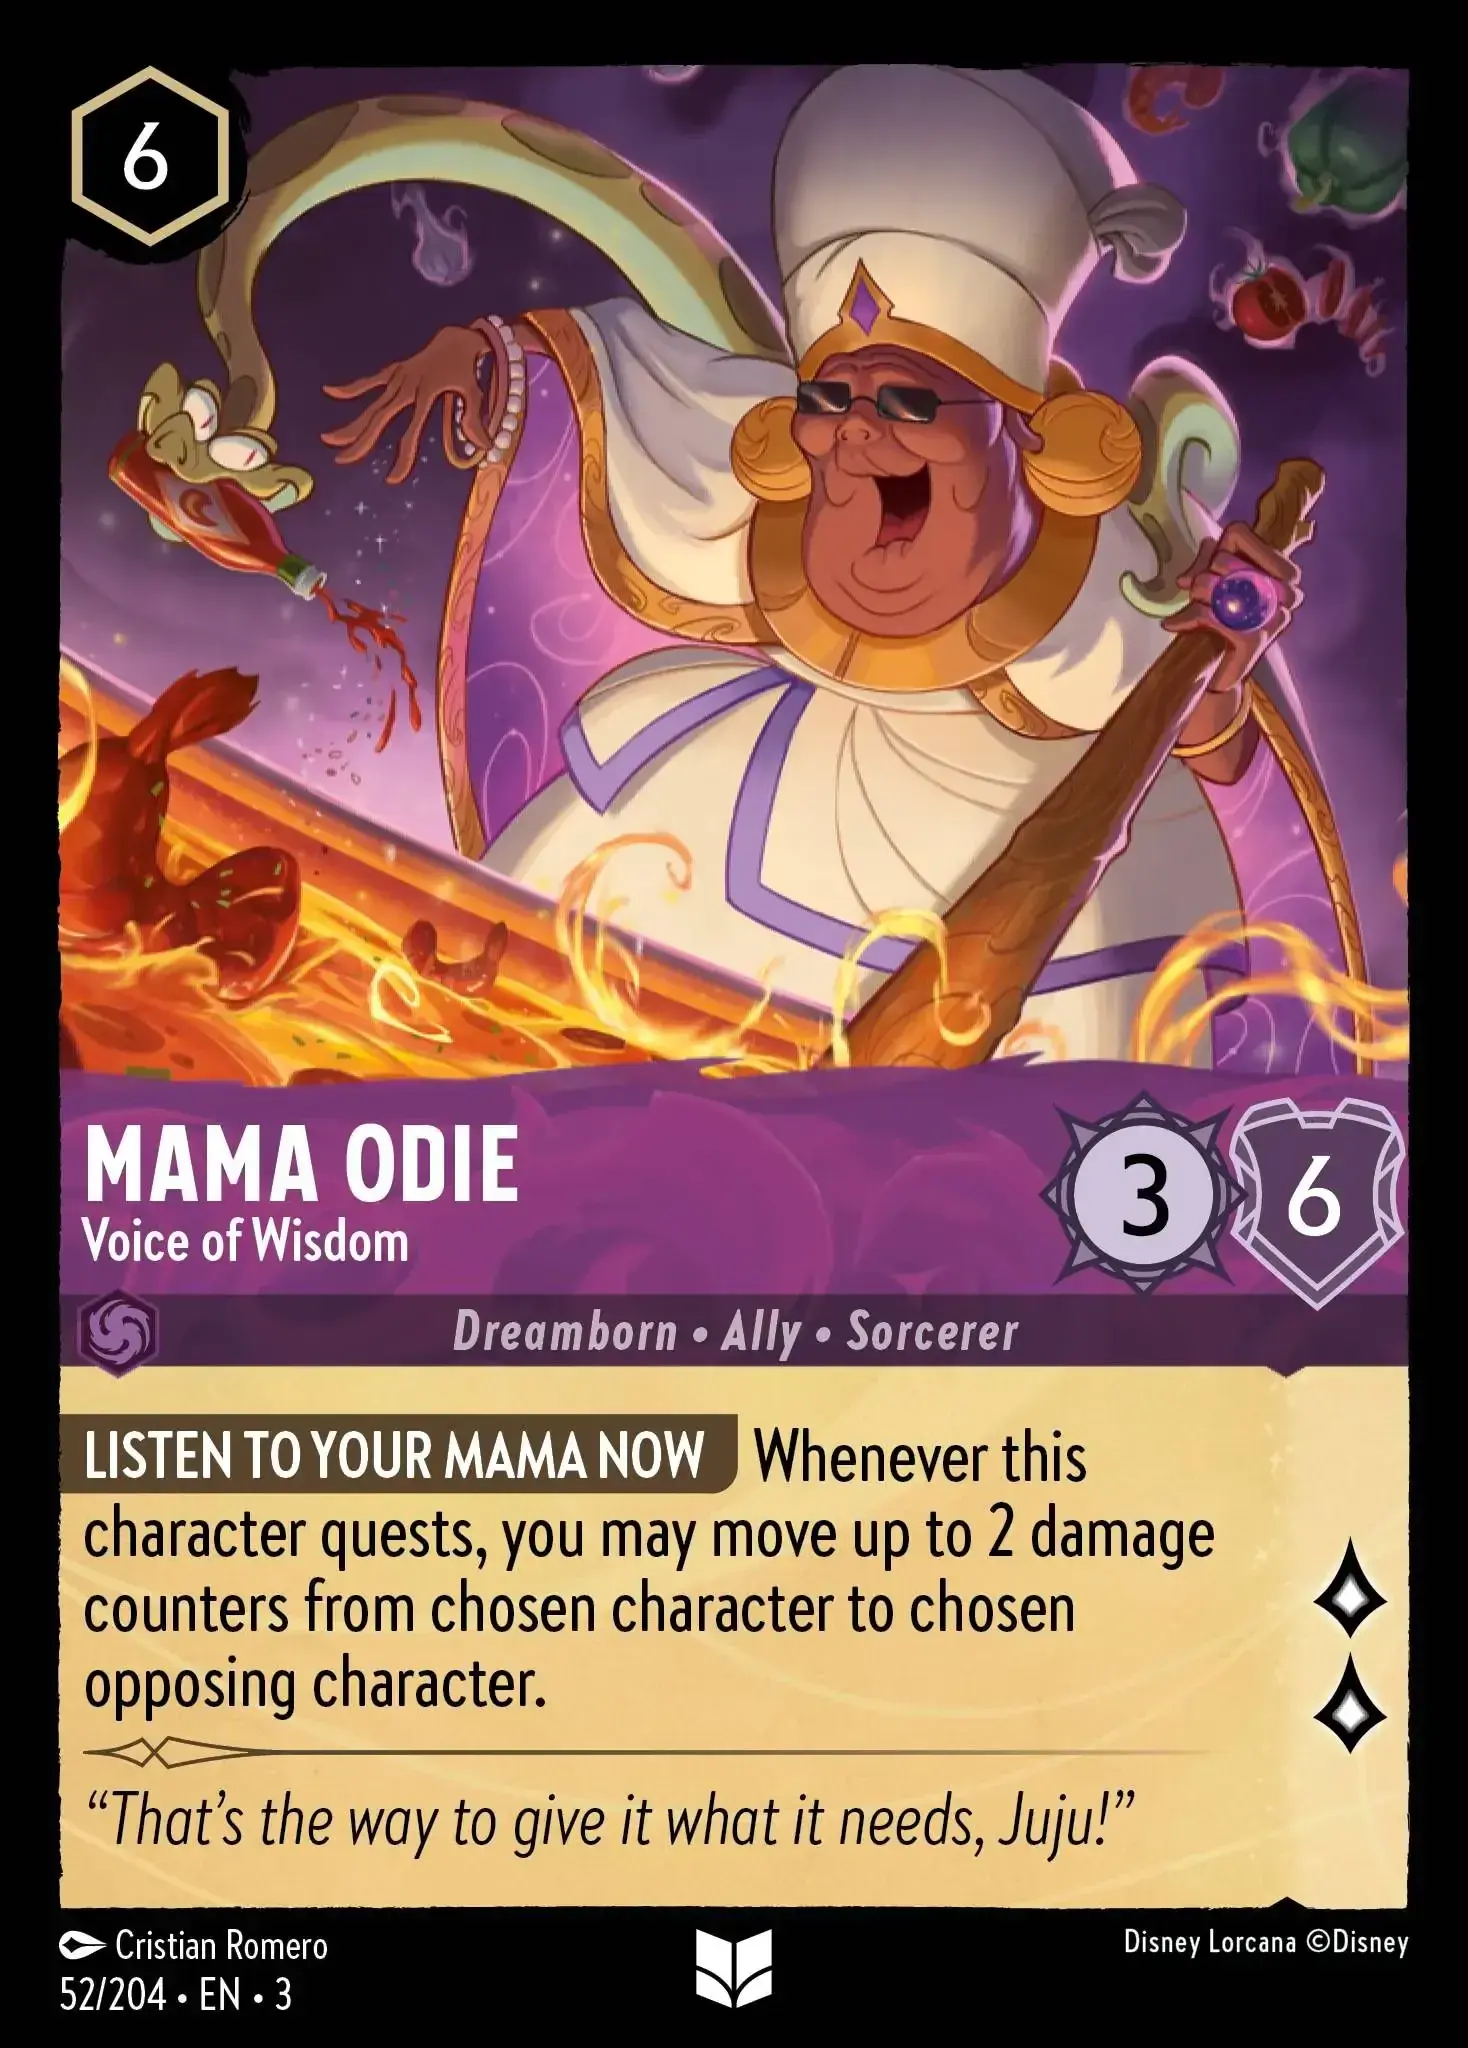 6
MAMA ODIE
Voice of Wisdom
3
6
Dreamborn • Ally • Sorcerer
LISTEN TO YOUR MAMA NOW Whenever this
character quests, you may move up to 2 damage
counters from chosen character to chosen
opposing character.
“That’s the way to give it what it needs, Juju!”
Cristian Romero
Disney Lorcana ©Disney
52/204 • EN • 3